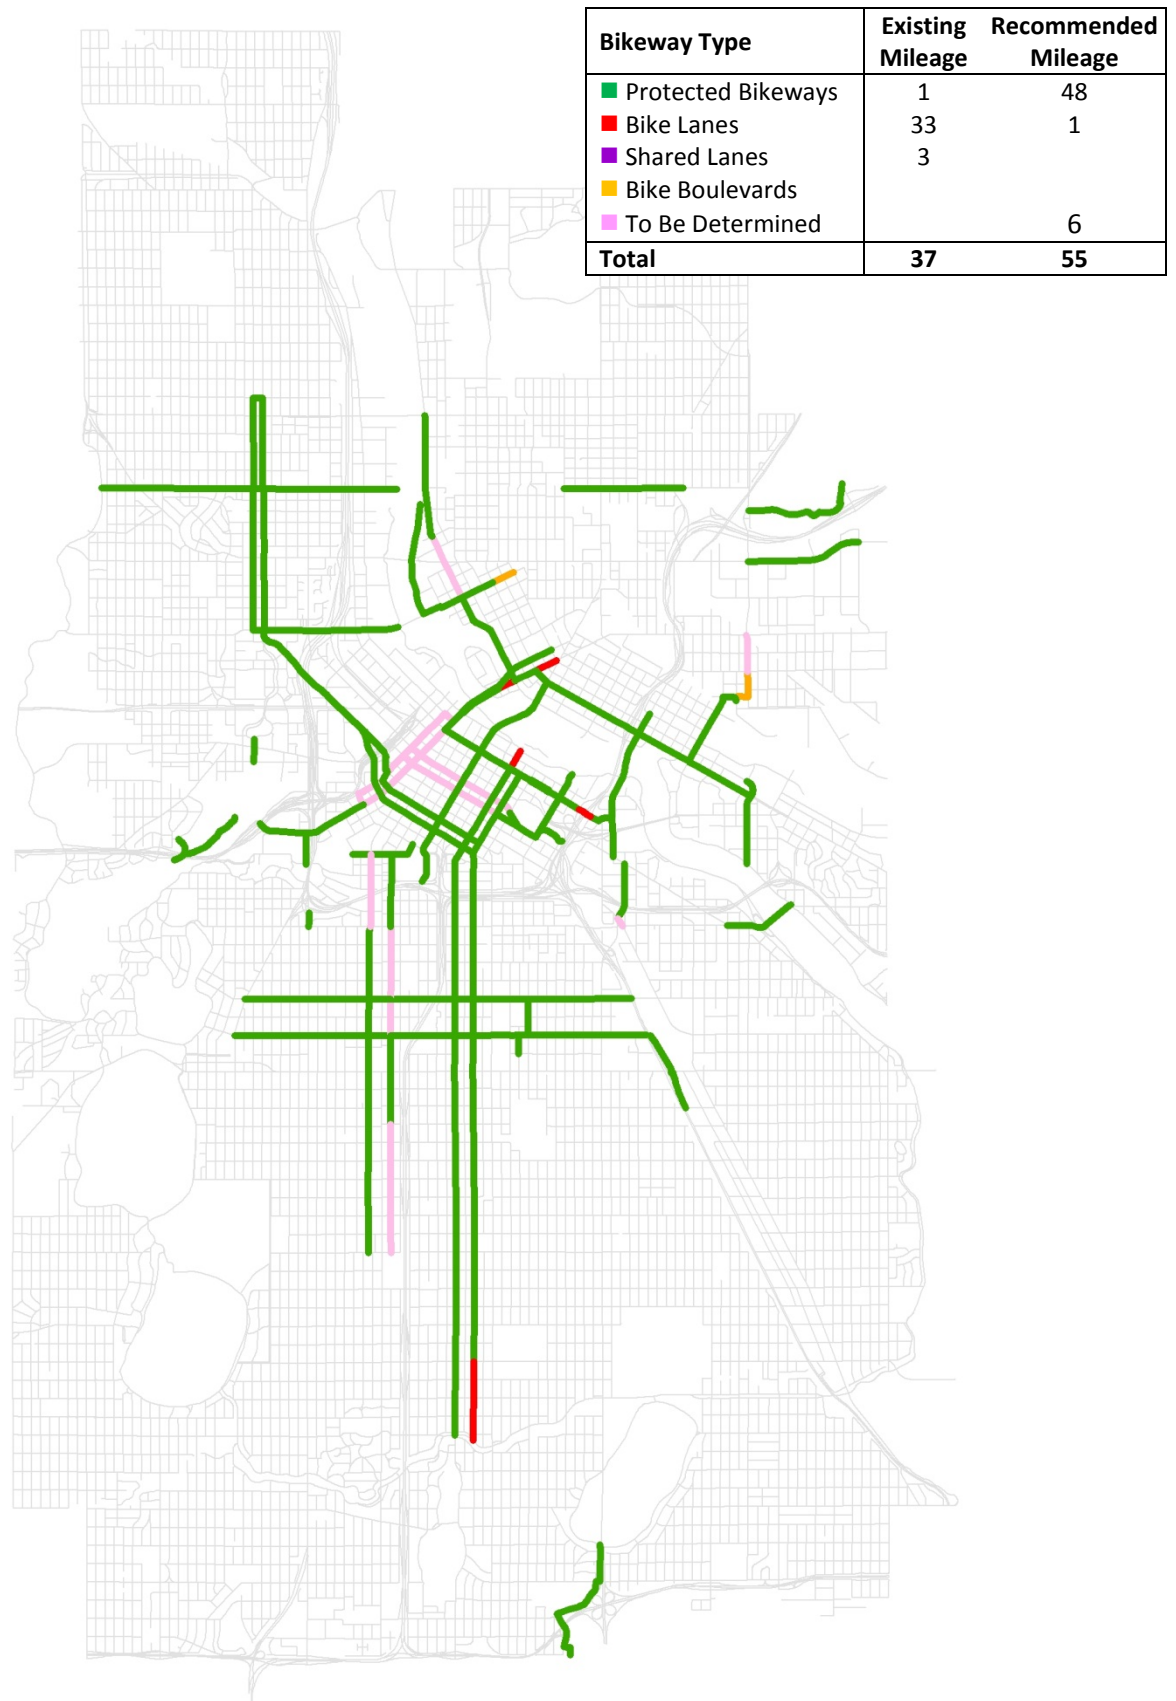 Bikeway Type Existing Mileage Recommended Mileage
Protected Bikeways 1 48
Bike Lanes 33 1
Shared Lanes 3
Bike Boulevards
To Be Determined 6
Total 37 55